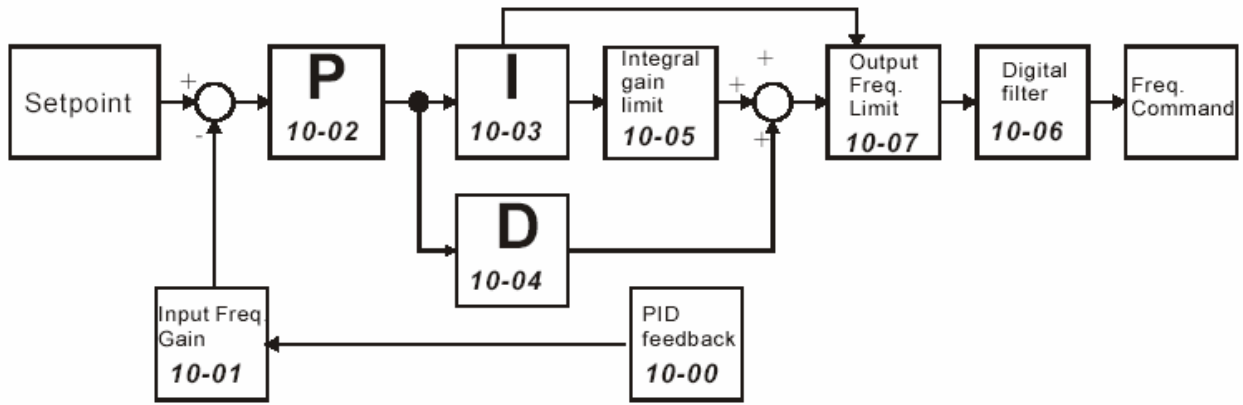 Setpoint
+
-
P
10-02
I
10-03
Integral
gain
limit
10-05
+
+
+
Output
Freq.
Limit
10-07
Digital
filter
10-06
Freq.
Command
D
10-04
Input Freq.
Gain
10-01
PID
feedback
10-00